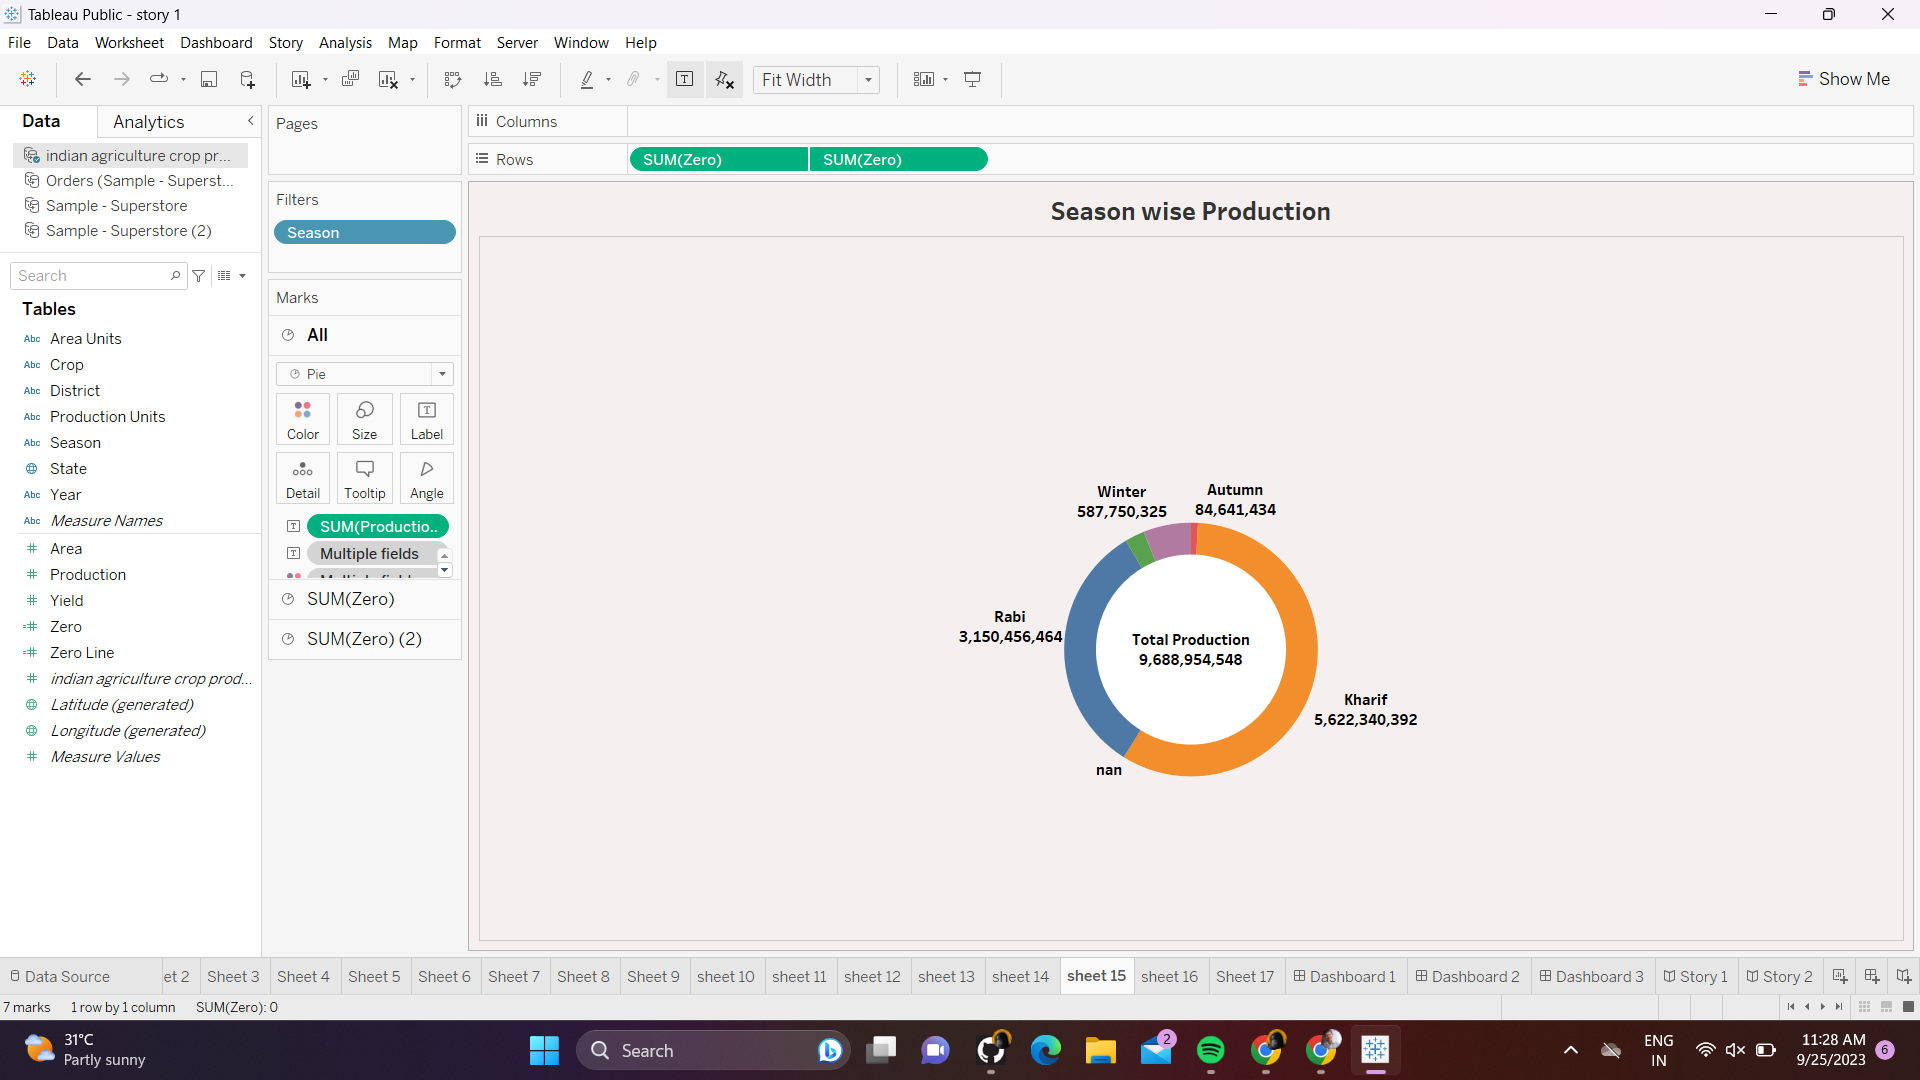 Tableau Public - story 1
File Data Worksheet Dashboard Story Analysis Map Format Server Window Help
Fit Width
Show Me
Data Analytics
indian agriculture crop pr...
Orders (Sample - Superst...
Sample - Superstore
Sample - Superstore (2)
Search
Tables
Abc Area Units
Abc Crop
Abc District
Abc Production Units
Abc Season
State
Abc Year
Abc Measure Names
Area
Production
Yield
Zero
Zero Line
indian agriculture crop prod...
Latitude (generated)
Longitude (generated)
Measure Values
Pages
Filters
Season
Marks
All
Pie
Color Size Label
Detail Tooltip Angle
SUM(Productio..
Multiple fields
SUM(Zero)
SUM(Zero) (2)
Columns
Rows SUM(Zero) SUM(Zero)
Season wise Production
Winter
587,750,325
Autumn
84,641,434
Rabi
3,150,456,464
Total Production
9,688,954,548
Kharif
5,622,340,392
nan
Data Source et 2 Sheet 3 Sheet 4 Sheet 5 Sheet 6 Sheet 7 Sheet 8 Sheet 9 sheet 10 sheet 11 sheet 12 sheet 13 sheet 14 sheet 15 sheet 16 Sheet 17 Dashboard 1 Dashboard 2 Dashboard 3 Story 1 Story 2
7 marks 1 row by 1 column SUM(Zero): 0
31°C
Partly sunny
Search
2
ENG
IN
11:28 AM
9/25/2023
6